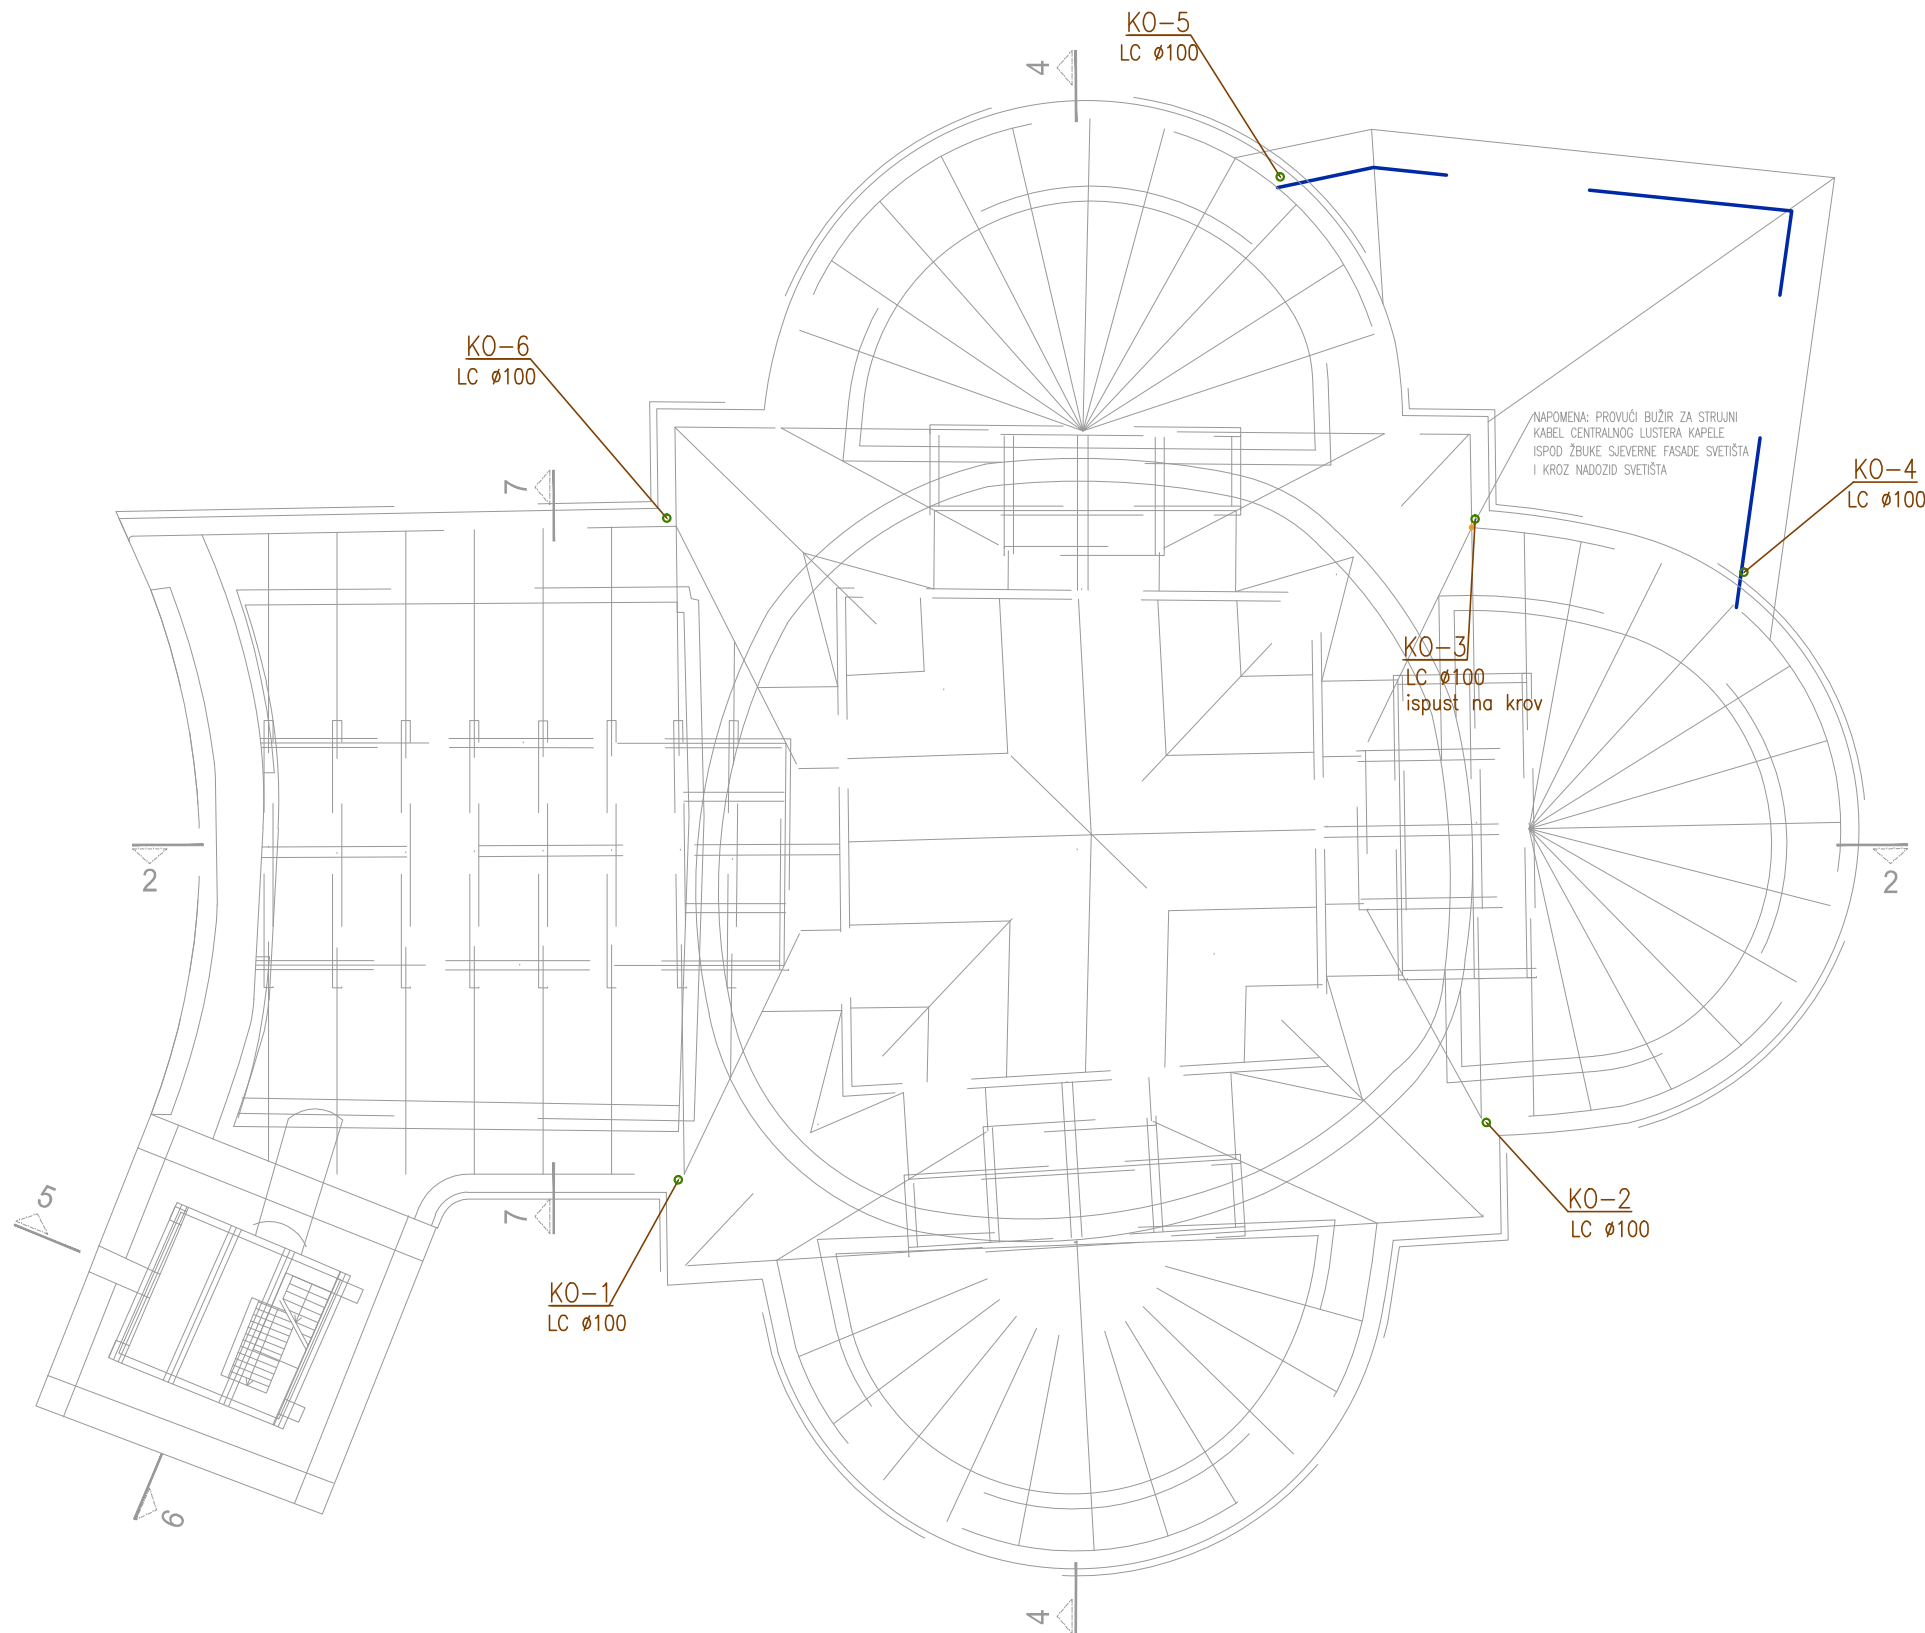 KO-5
LC ø100
4
KO-6
LC ø100
NAPOMENA: PROVUĆI BUŽIR ZA STRUJNI
KABEL CENTRALNOG LUSTERA KAPELE
ISPOD ŽBUKE SJEVERNE FASADE SVETIŠTA
I KROZ NADOZID SVETIŠTA
KO-4
LC ø100
7
KO-3
LC ø100
ispust na krov
2
2
5
7
KO-2
LC ø100
KO-1
LC ø100
6
4